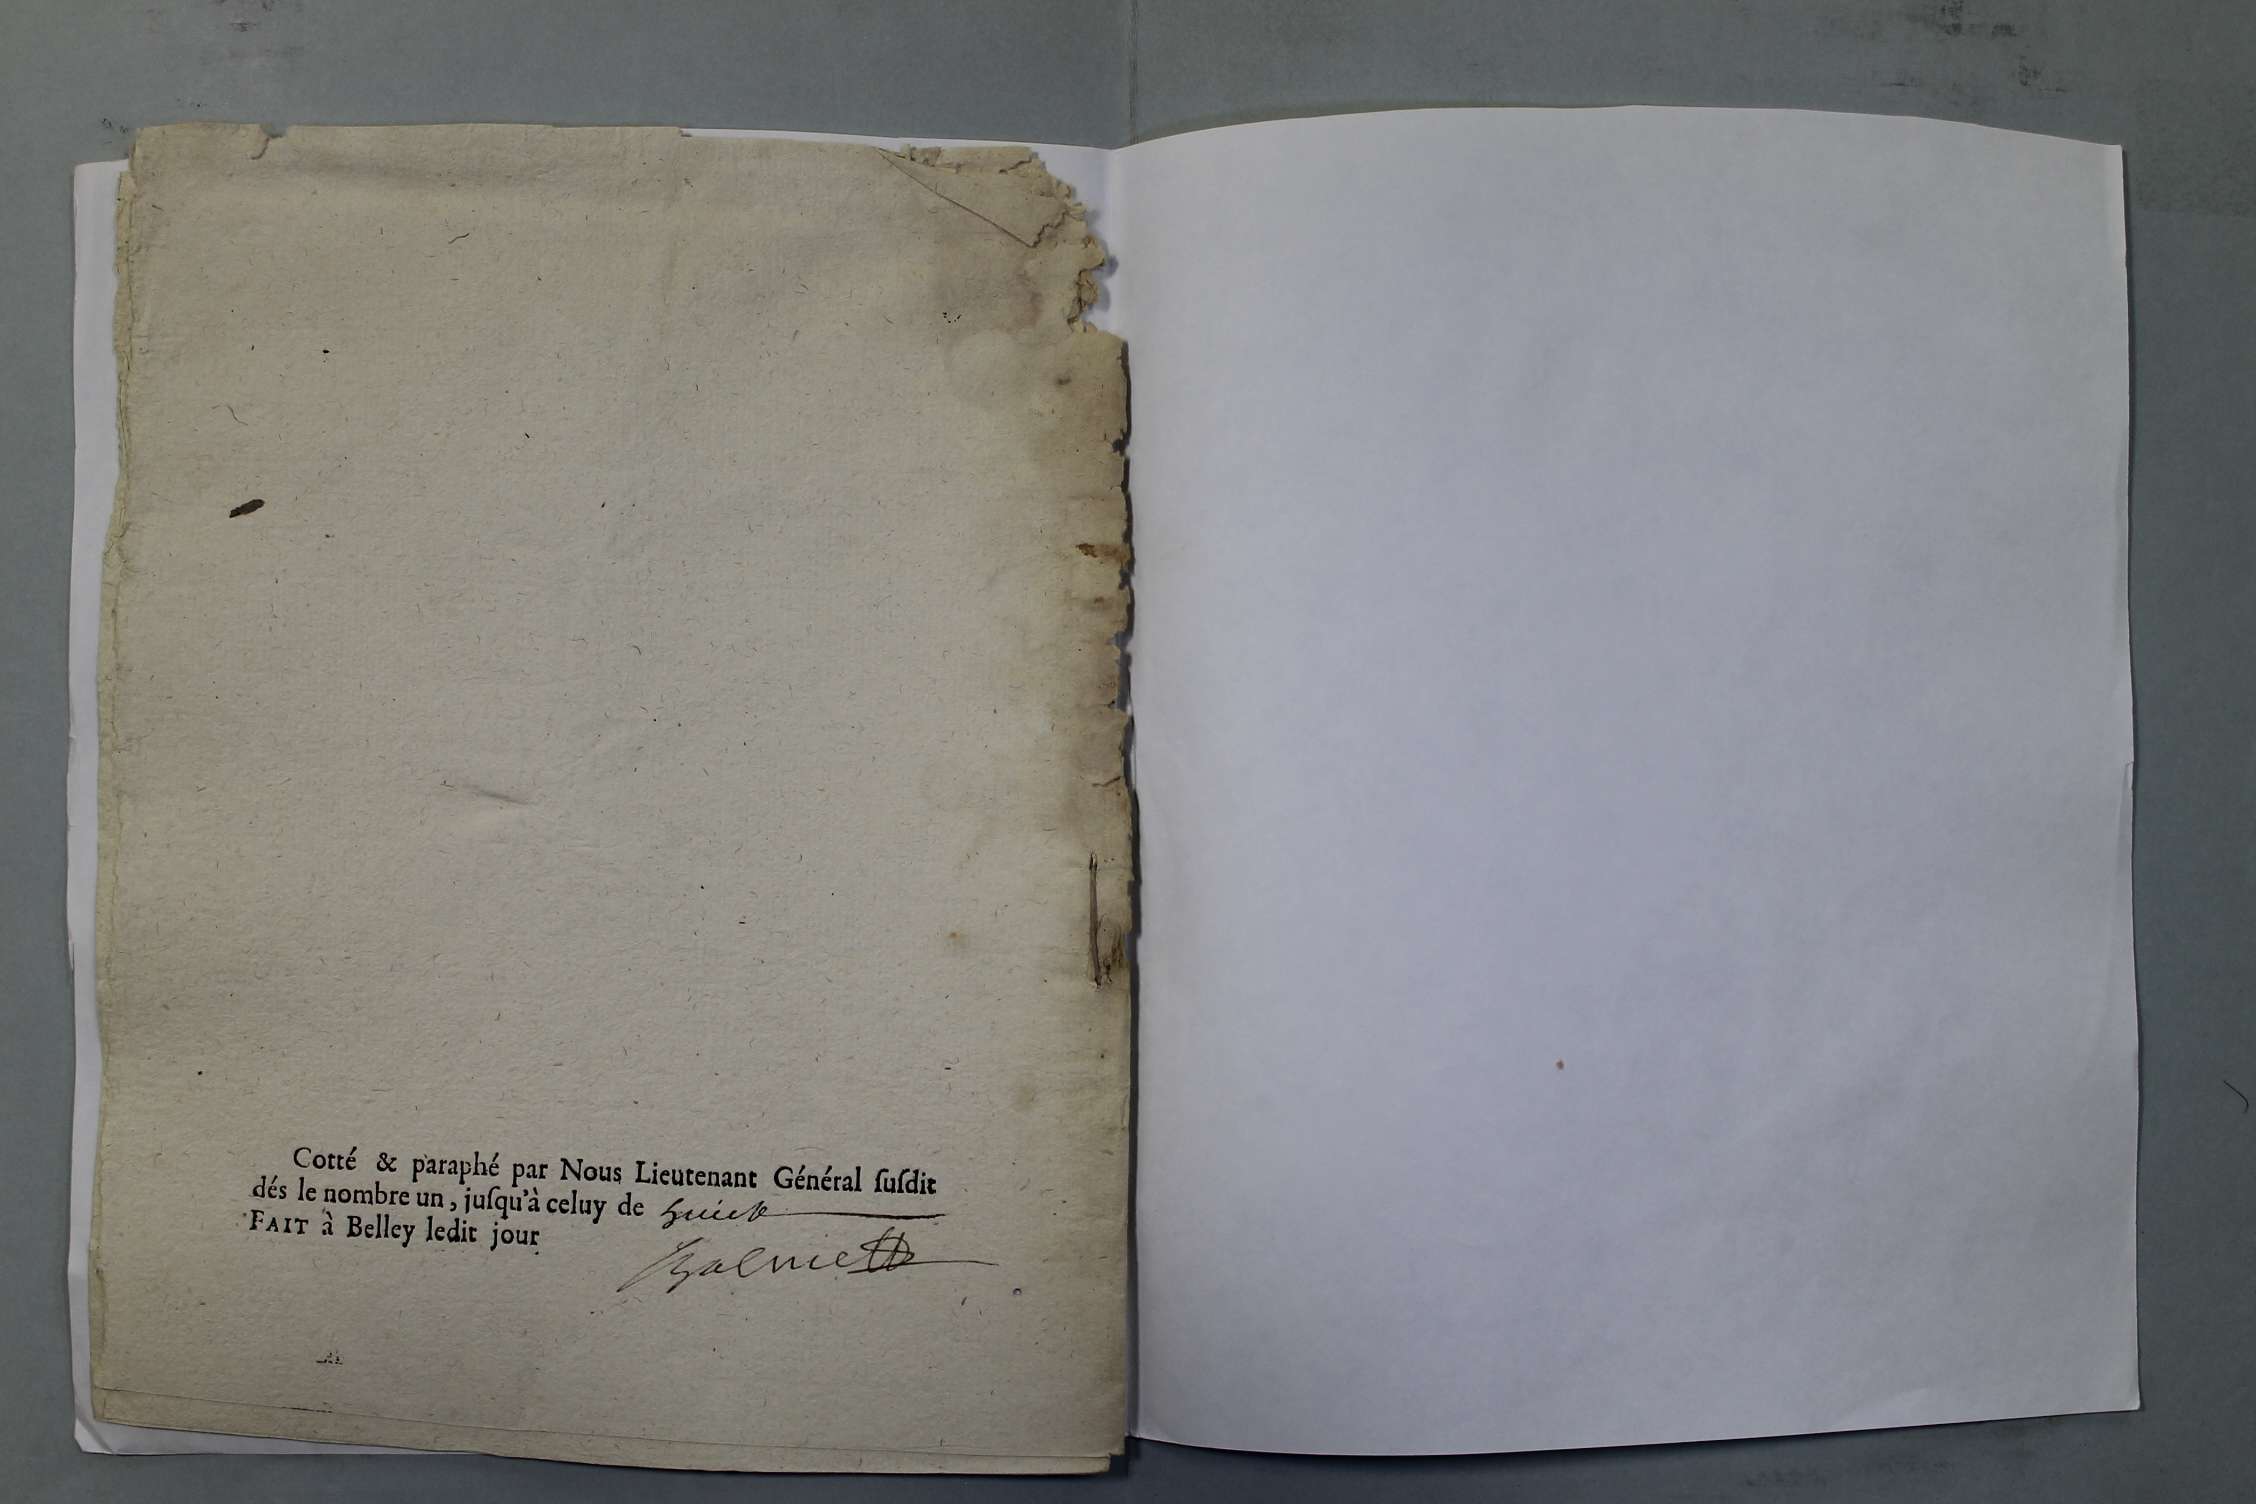 Cotté & paraphé par Nous Lieutenant Général ſuſdit
dés le nombre un, juſqu'à celuy de huict
FAIT à Belley ledit jour